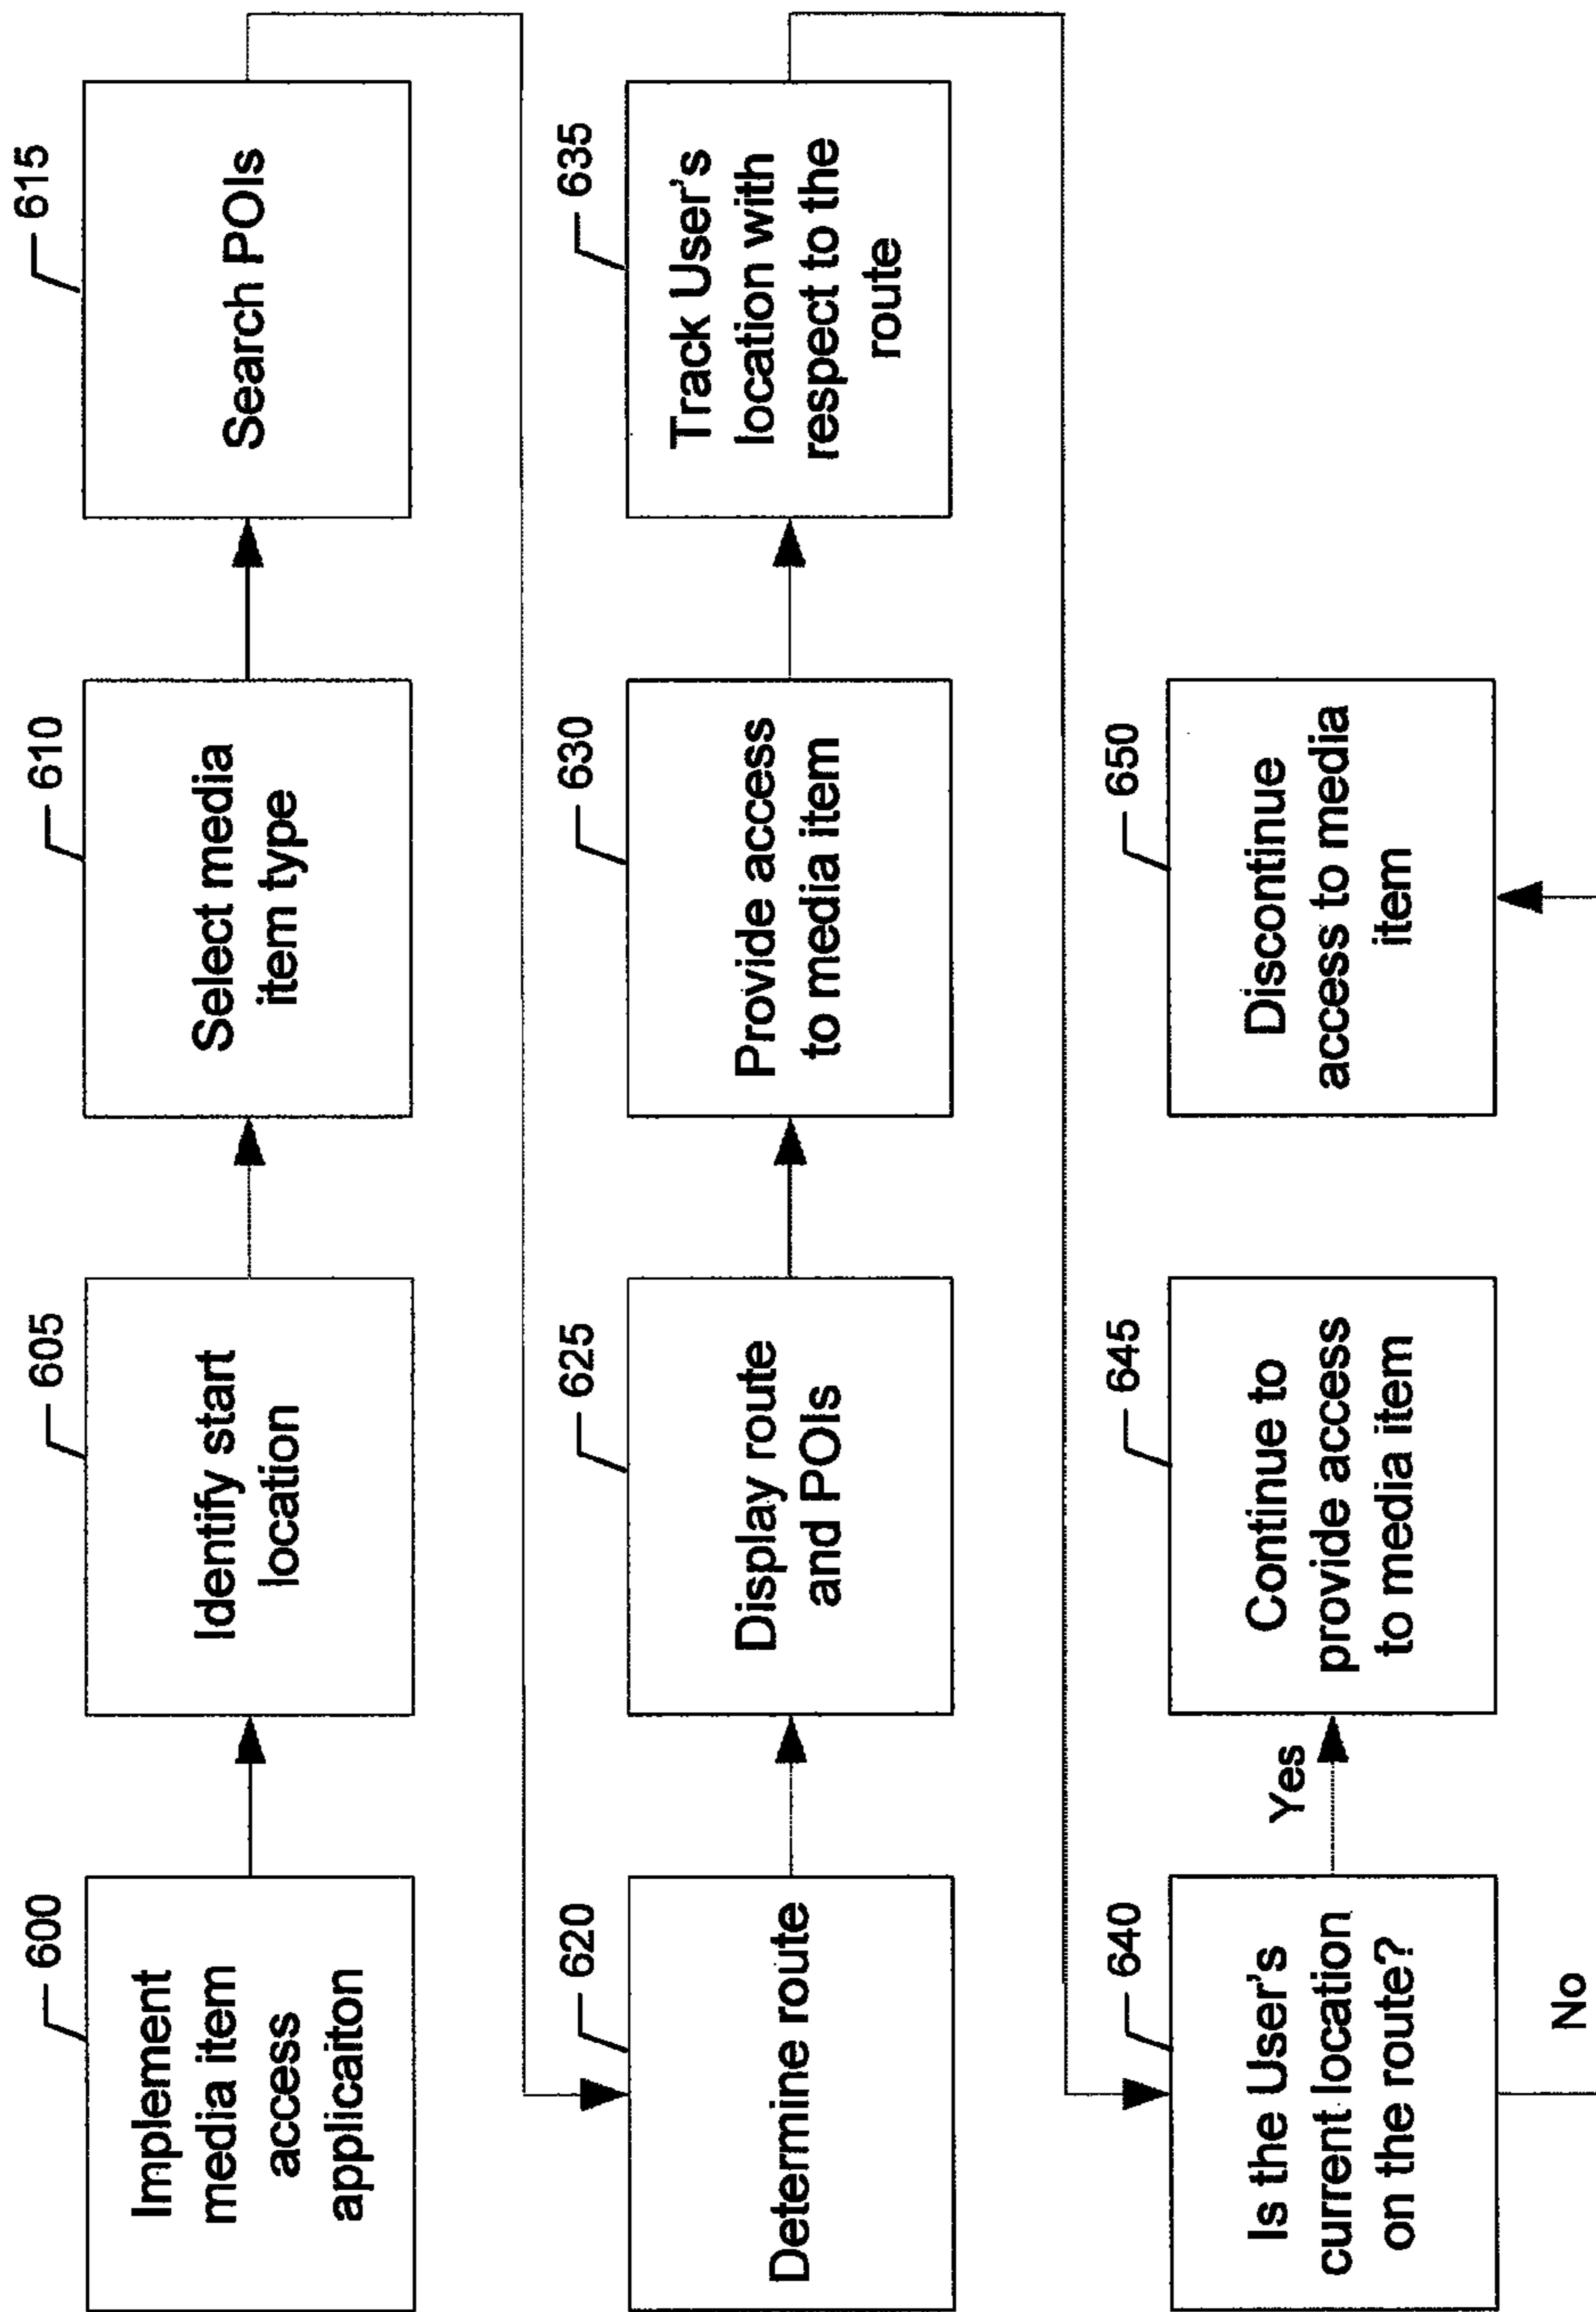 600
Implement
media item
access
applicaiton
605
Identify start
location
610
Select media
item type
615
Search POIs
620
Determine route
625
Display route
and POIs
630
Provide access
to media item
635
Track User's
location with
respect to the
route
640
Is the User's
current location
on the route?
Yes
645
Continue to
provide access
to media item
650
Discontinue
access to media
item
No